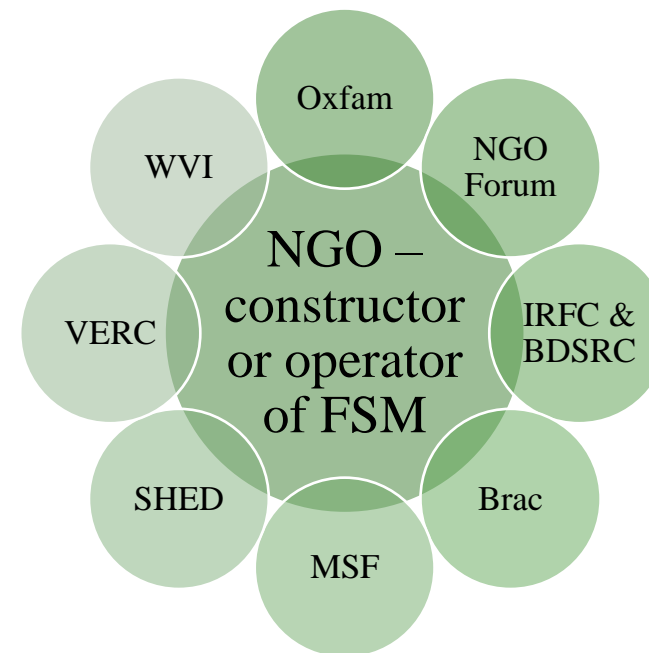 Oxfam
NGO
Forum
IRFC &
BDSRC
Brac
MSF
SHED
VERC
WVI
NGO –
constructor
or operator
of FSM